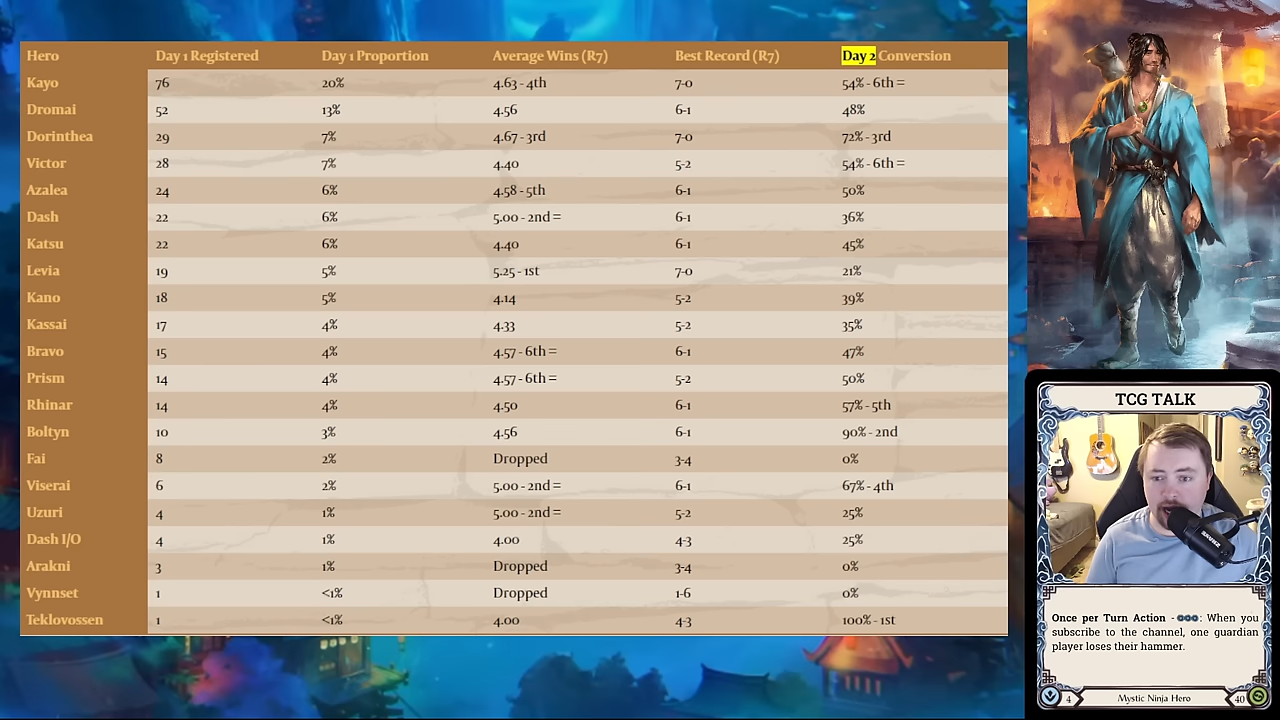 Hero Day 1 Registered Day 1 Proportion Average Wins (R7) Best Record (R7) Day 2 Conversion
Kayo 76 20% 4.63 - 4th 7-0 54% - 6th =
Dromai 52 13% 4.56 6-1 48%
Dorinthea 29 7% 4.67 - 3rd 7-0 72% - 3rd
Victor 28 7% 4.40 5-2 54% - 6th =
Azalea 24 6% 4.58 - 5th 6-1 50%
Dash 22 6% 5.00 - 2nd = 6-1 36%
Katsu 22 6% 4.40 6-1 45%
Levia 19 5% 5.25 - 1st 7-0 21%
Kano 18 5% 4.14 5-2 39%
Kassai 17 4% 4.33 5-2 35%
Bravo 15 4% 4.57 - 6th = 6-1 47%
Prism 14 4% 4.57 - 6th = 5-2 50%
Rhinar 14 4% 4.50 6-1 57% - 5th
Boltyn 10 3% 4.56 6-1 90% - 2nd
Fai 8 2% Dropped 3-4 0%
Viserai 6 2% 5.00 - 2nd = 6-1 67% - 4th
Uzuri 4 1% 5.00 - 2nd = 5-2 25%
Dash I/O 4 1% 4.00 4-3 25%
Arakni 3 1% Dropped 3-4 0%
Vynnset 1 <1% Dropped 1-6 0%
Teklovossen 1 <1% 4.00 4-3 100% - 1st
TCG TALK
Once per Turn Action - : When you
subscribe to the channel, one guardian
player loses their hammer.
4 Mystic Ninja Hero 40